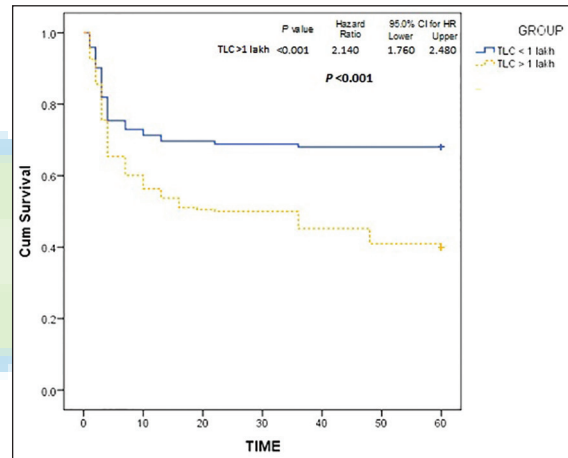 P value Hazard Ratio 95.0% CI for HR
Lower Upper
TLC>1 lakh <0.001 2.140 1.760 2.480
P<0.001
GROUP
TLC < 1 lakh
TLC > 1 lakh
Cum Survival
1.0
0.8
0.6
0.4
0.2
0.0
0 10 20 30 40 50 60
TIME